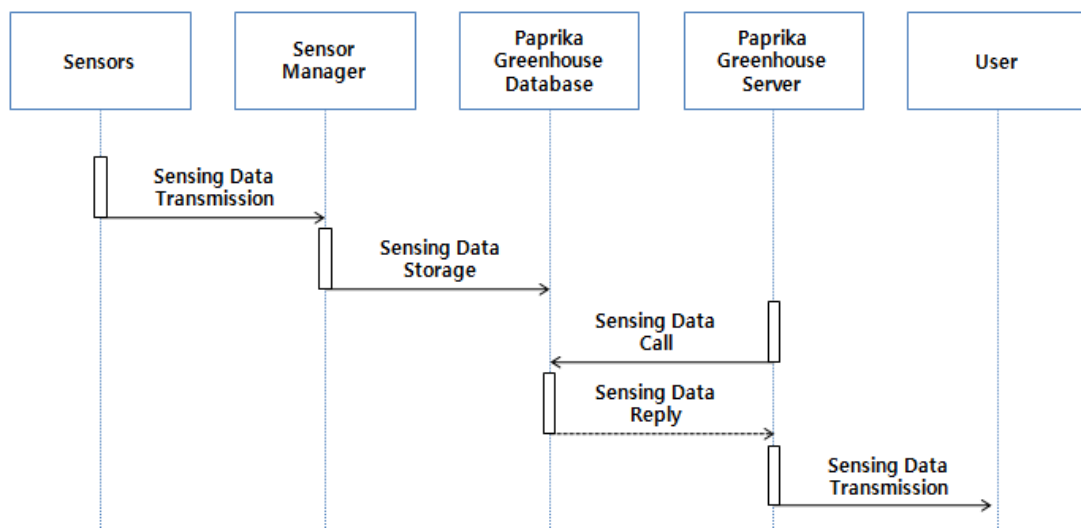 Sensors
Sensor
Manager
Paprika
Greenhouse
Database
Paprika
Greenhouse
Server
User
Sensing Data
Transmission
Sensing Data
Storage
Sensing Data
Call
Sensing Data
Reply
Sensing Data
Transmission